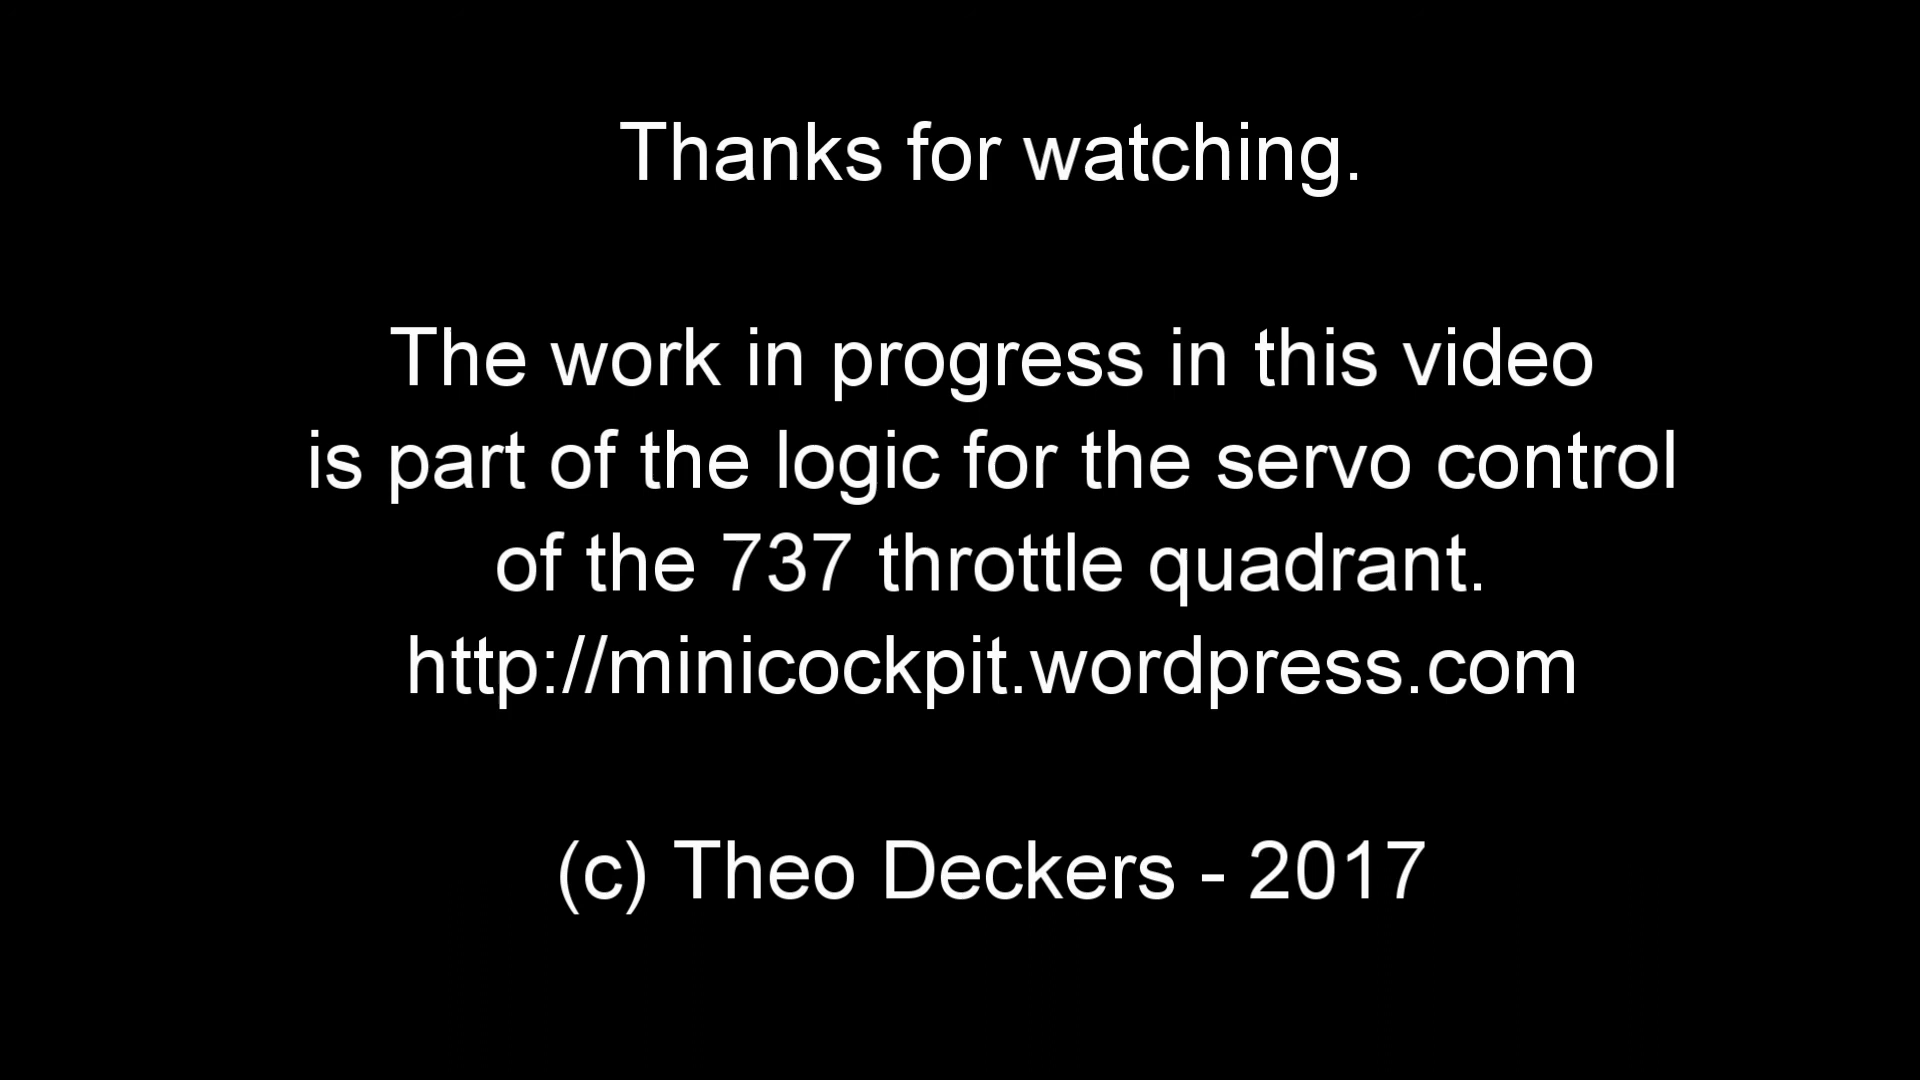 Thanks for watching.
The work in progress in this video
is part of the logic for the servo control
of the 737 throttle quadrant.
http://minicockpit.wordpress.com
(c) Theo Deckers - 2017